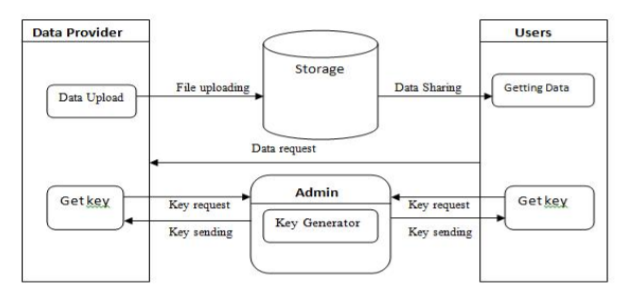 Data Provider
Users
Storage
Data Upload
File uploading
Data Sharing
Getting Data
Data request
Get key
Key request
Key sending
Admin
Key Generator
Key request
Key sending
Get key